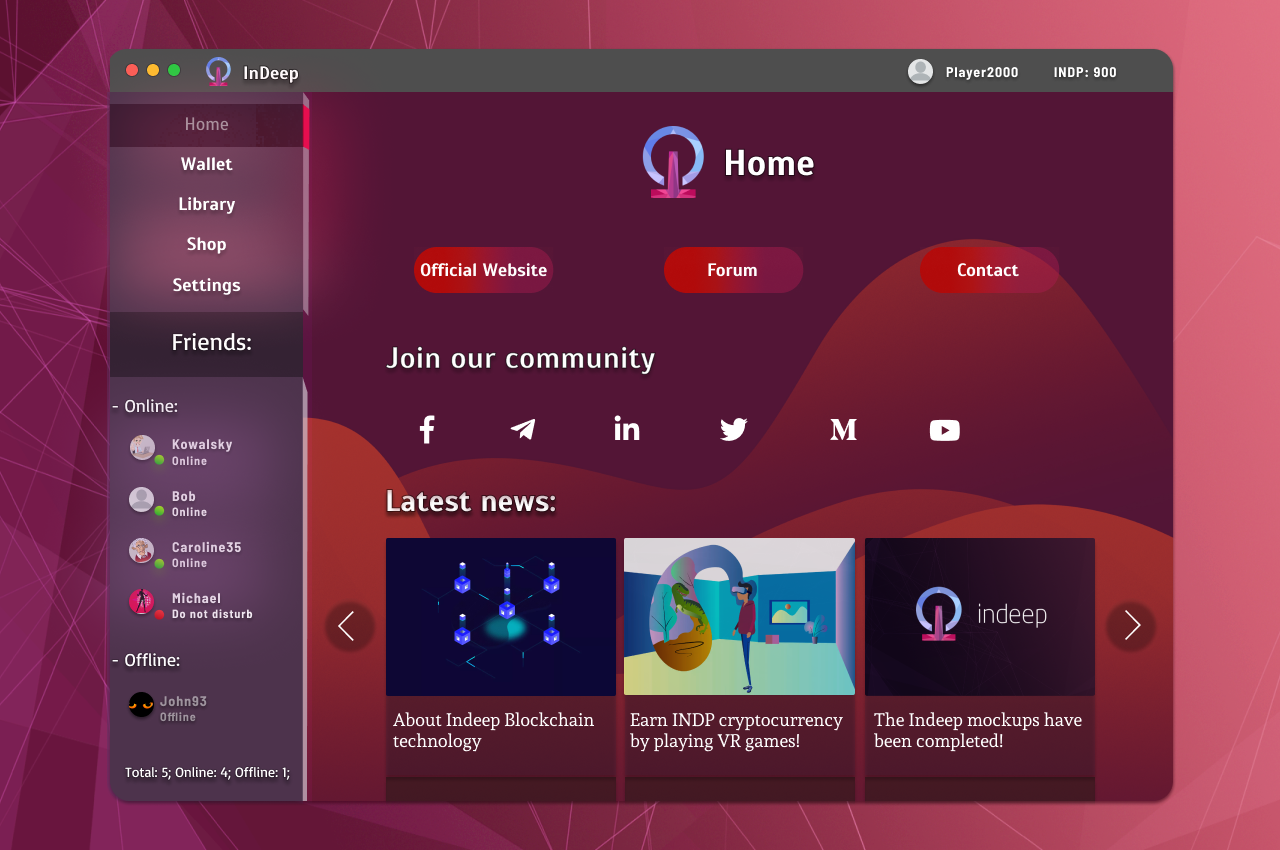 InDeep
Player2000
INDP: 900
Home
Wallet
Library
Shop
Settings
Friends:
- Online:
Kowalsky
Online
Bob
Online
Caroline35
Online
Michael
Do not disturb
- Offline:
John93
Offline
Total: 5; Online: 4; Offline: 1;
Home
Official Website
Forum
Contact
Join our community
Latest news:
indeep
About Indeep Blockchain
technology
Earn INDP cryptocurrency
by playing VR games!
The Indeep mockups have
been completed!